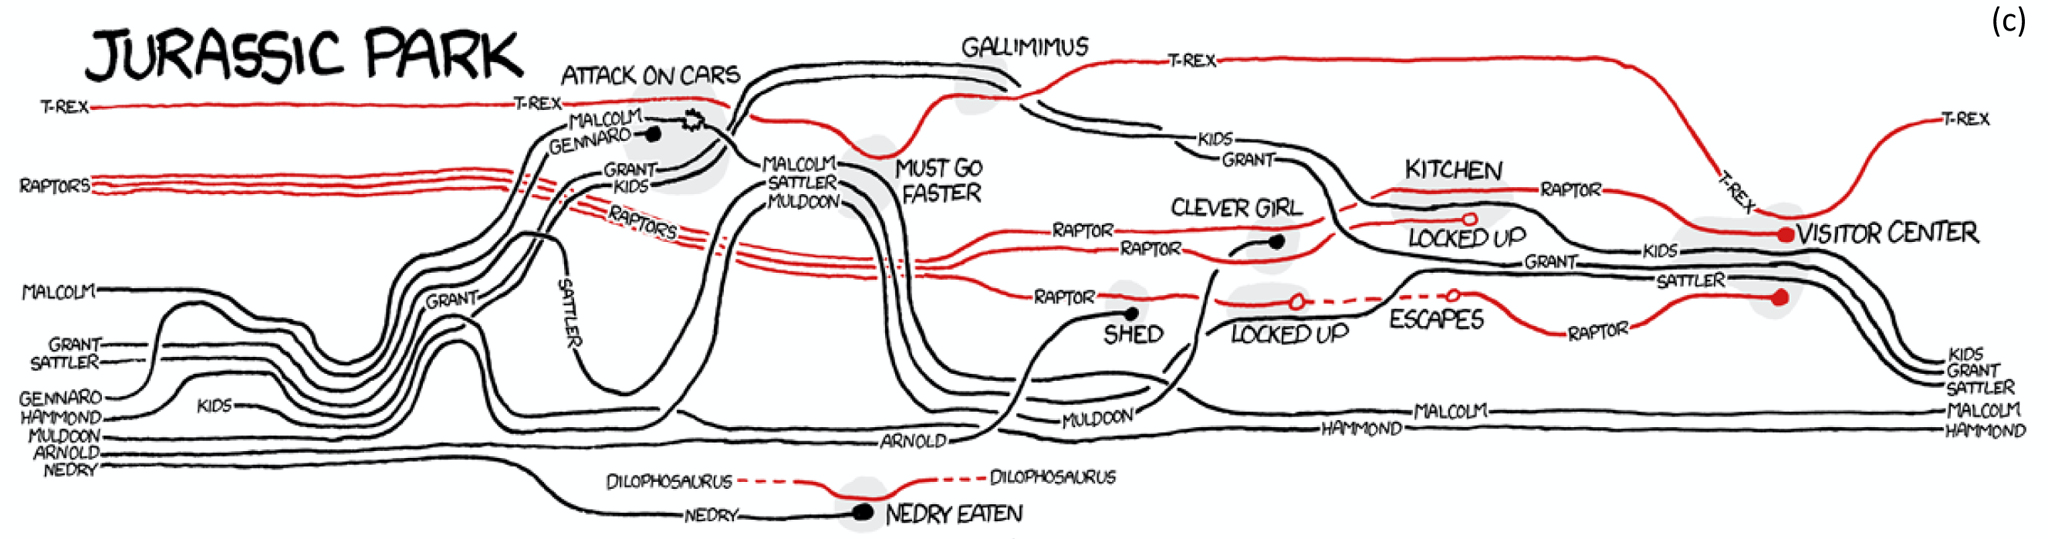 (c)
JURASSIC PARK
ATTACK ON CARS
GALLIMIMUS
T-REX
T-REX
T-REX
T-REX
T-REX
MALCOLM
GENNARO
GRANT
KIDS
MALCOLM
SATTLER
MULDOON
MUST GO
FASTER
KIDS
GRANT
KITCHEN
RAPTOR
RAPTORS
RAPTORS
CLEVER GIRL
RAPTOR
RAPTOR
LOCKED UP
VISITOR CENTER
KIDS
GRANT
SATTLER
MALCOLM
GRANT
SATTLER
RAPTOR
SHED
LOCKED UP
ESCAPES
RAPTOR
GRANT
SATTLER
GENNARO
HAMMOND
KIDS
MULDOON
ARNOLD
NEDRY
MULDOON
ARNOLD
MALCOLM
HAMMOND
KIDS
GRANT
SATTLER
MALCOLM
HAMMOND
DILOPHOSAURUS
DILOPHOSAURUS
NEDRY
NEDRY EATEN